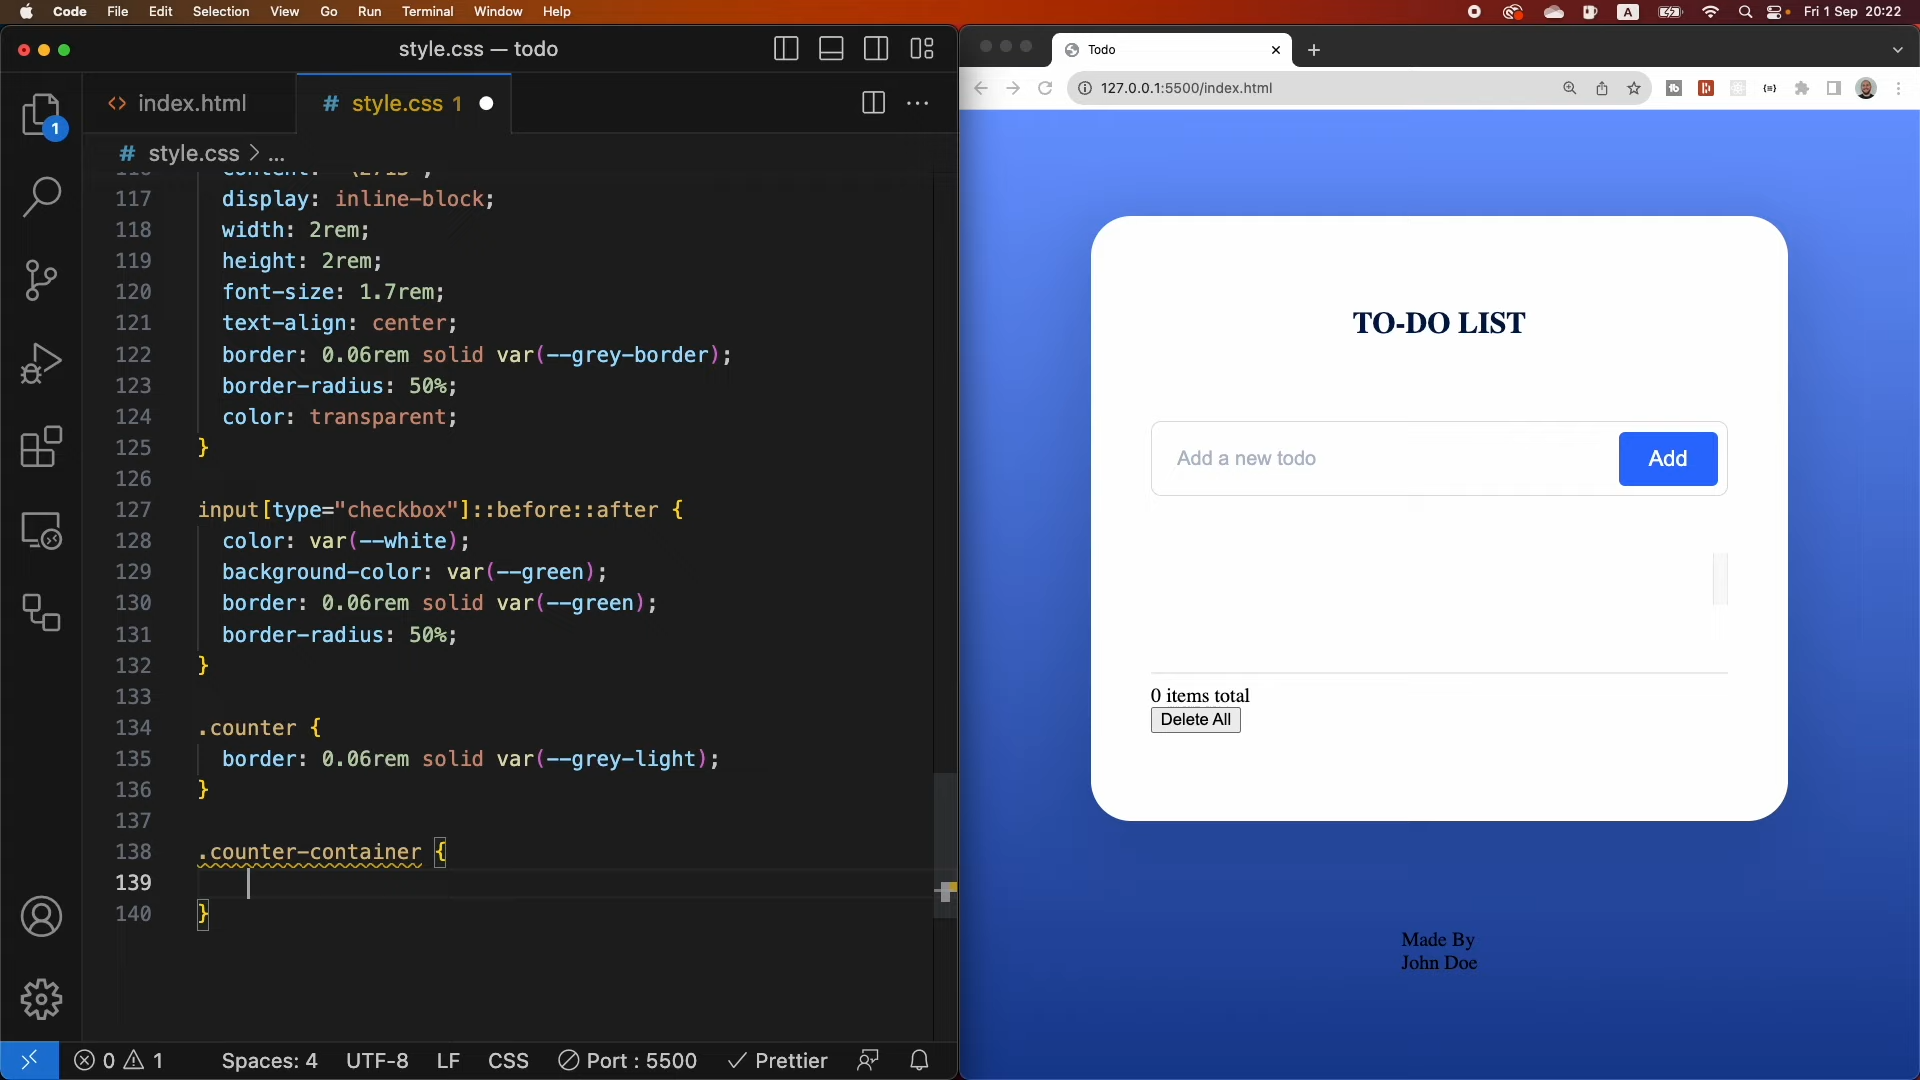 Code File Edit Selection View Go Run Terminal Window Help
A
Fri 1 Sep 20:22
style.css — todo
index.html
# style.css 1
# style.css > ...
117 display: inline-block;
118 width: 2rem;
119 height: 2rem;
120 font-size: 1.7rem;
121 text-align: center;
122 border: 0.06rem solid var(--grey-border);
123 border-radius: 50%;
124 color: transparent;
125 }
126
127 input[type="checkbox"]::before::after {
128 color: var(--white);
129 background-color: var(--green);
130 border: 0.06rem solid var(--green);
131 border-radius: 50%;
132 }
133
134 .counter {
135 border: 0.06rem solid var(--grey-light);
136 }
137
138 .counter-container {
139
140 }
1
0 1 Spaces: 4 UTF-8 LF CSS Port : 5500 Prettier
Todo
127.0.0.1:5500/index.html
TO-DO LIST
Add a new todo
Add
0 items total
Delete All
Made By
John Doe